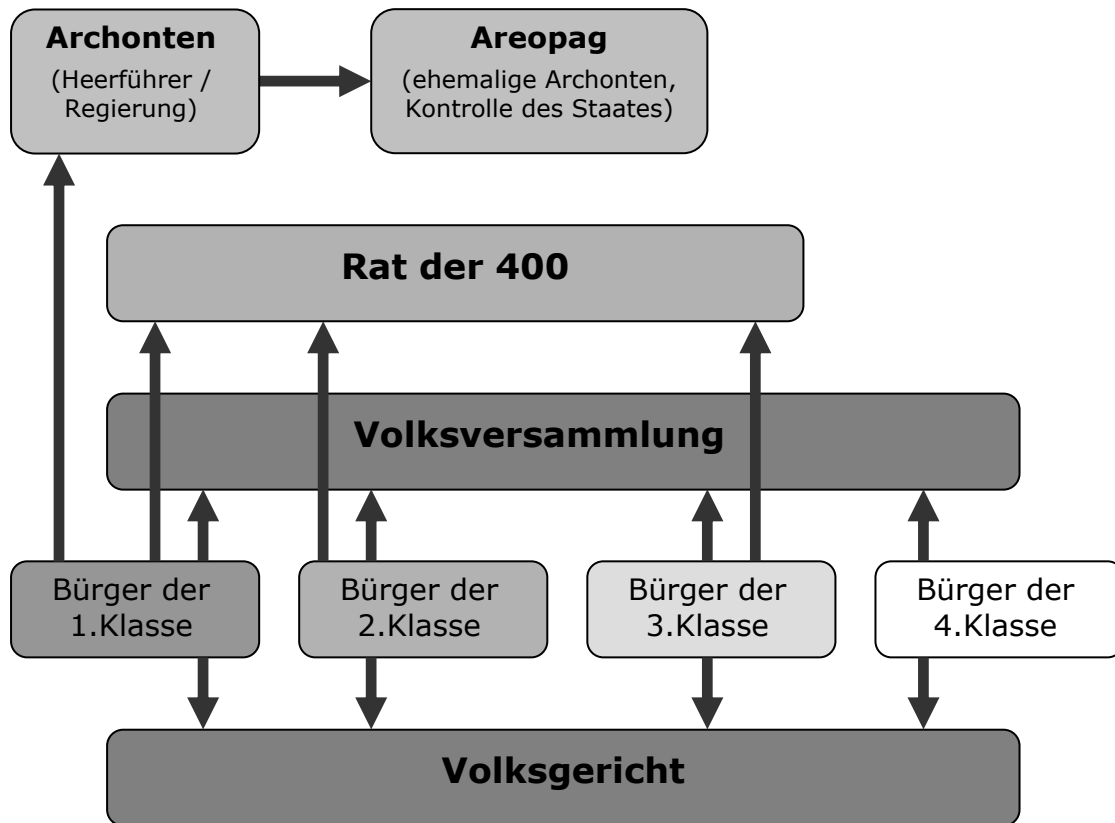 Archonten
(Heerführer /
Regierung)
Areopag
(ehemalige Archonten,
Kontrolle des Staates)
Rat der 400
Volksversammlung
Bürger der
1.Klasse
Bürger der
2.Klasse
Bürger der
3.Klasse
Bürger der
4.Klasse
Volksgericht